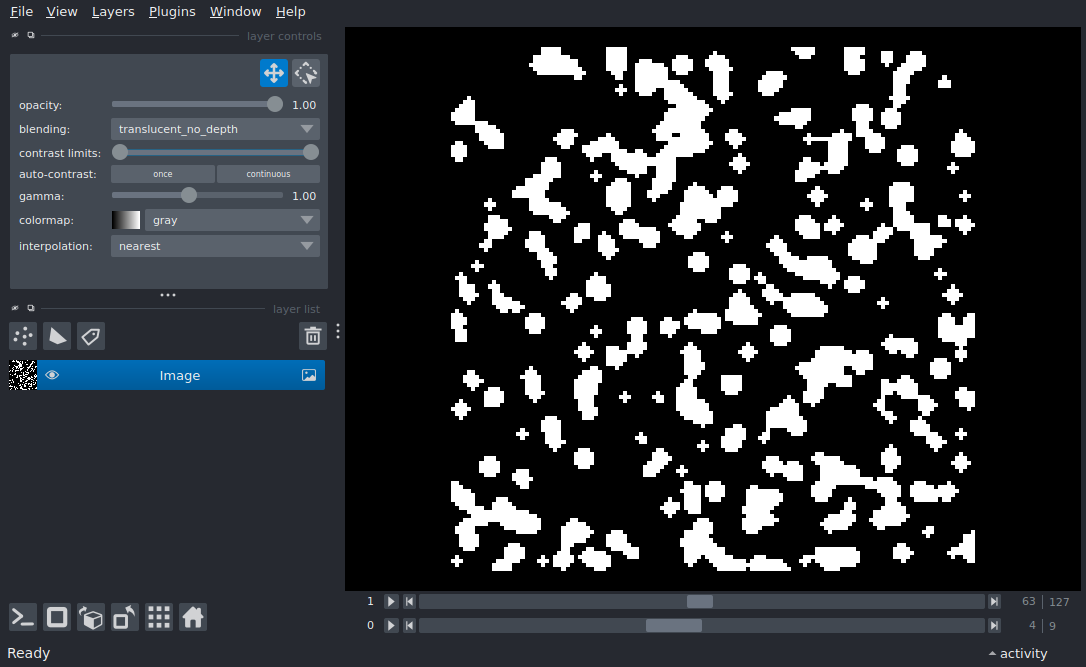 File View Layers Plugins Window Help
layer controls
opacity: 1.00
blending: translucent_no_depth
contrast limits:
auto-contrast: once continuous
gamma: 1.00
colormap: gray
interpolation: nearest
layer list
Image
1 63 127
0 4 9
Ready activity